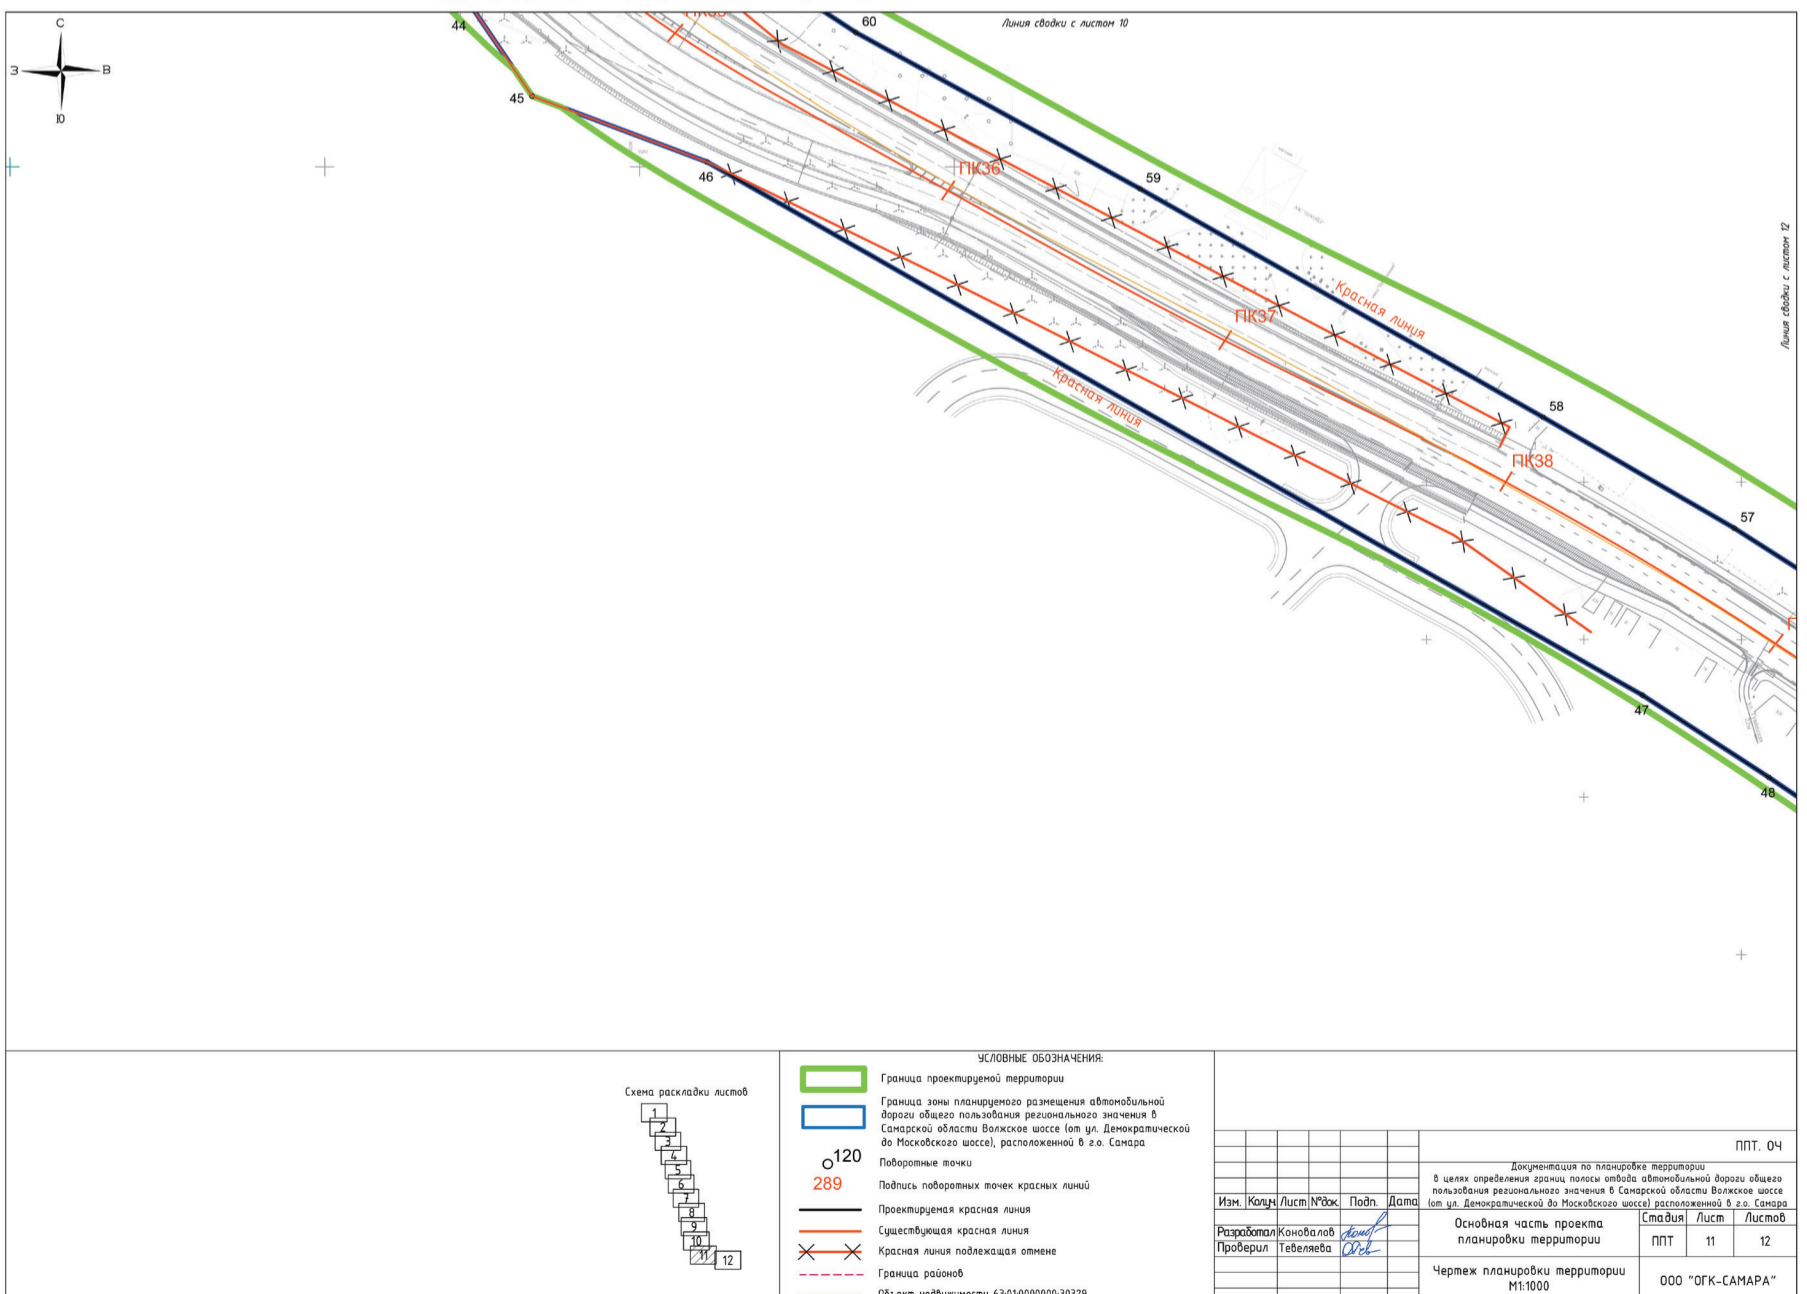 Линия сводки с листом 10
С
З
В
Ю
44
45
46
60
59
58
57
47
48
ПК36
ПК37
ПК38
Красная линия
Красная линия
Линия сводки с листом 12
Схема раскладки листов
1
2
3
4
5
6
7
8
9
10
11
12
УСЛОВНЫЕ ОБОЗНАЧЕНИЯ:
Граница проектируемой территории
Граница зоны планируемого размещения автомобильной
дороги общего пользования регионального значения в
Самарской области Волжское шоссе (от ул. Демократической
до Московского шоссе), расположенной в г.о. Самара
120 Поворотные точки
289 Подпись поворотных точек красных линий
Проектируемая красная линия
Существующая красная линия
Красная линия подлежащая отмене
Граница районов
ППТ. ОЧ
Документация по планировке территории
в целях определения границ полосы отвода автомобильной дороги общего
пользования регионального значения в Самарской области Волжское шоссе
(от ул. Демократической до Московского шоссе) расположенной в г.о. Самара
Изм. Колуч Лист №док. Подп. Дата
Разработал Коновалов
Проверил Тевеляева
Основная часть проекта
планировки территории
Стадия Лист Листов
ППТ 11 12
Чертеж планировки территории
М1:1000
ООО "ОГК-САМАРА"